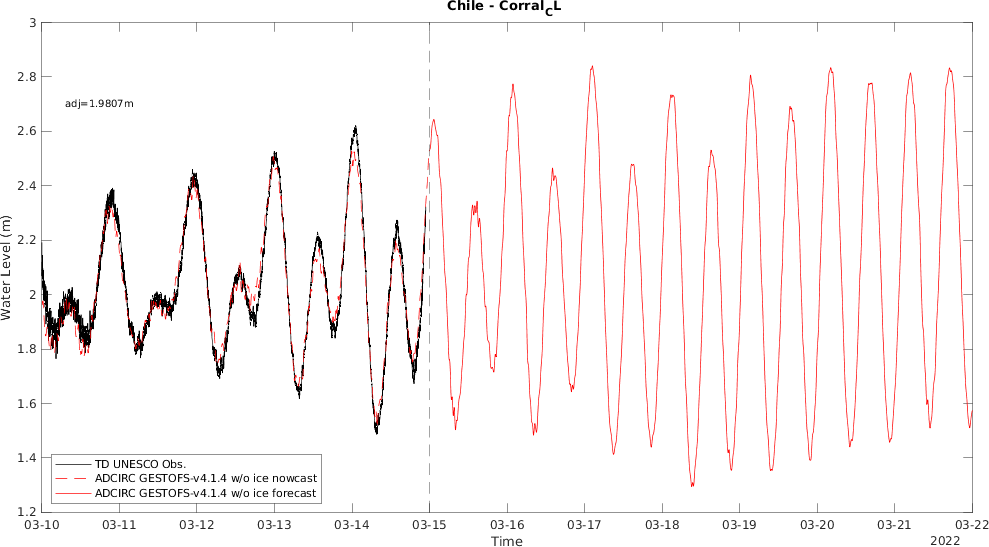 Chile - Corral_CL
3
2.8
2.6
2.4
2.2
2
1.8
1.6
1.4
1.2
Water Level (m)
adj=1.9807m
TD UNESCO Obs.
ADCIRC GESTOFS-v4.1.4 w/o ice nowcast
ADCIRC GESTOFS-v4.1.4 w/o ice forecast
03-10 03-11 03-12 03-13 03-14 03-15 03-16 03-17 03-18 03-19 03-20 03-21 03-22
Time
2022